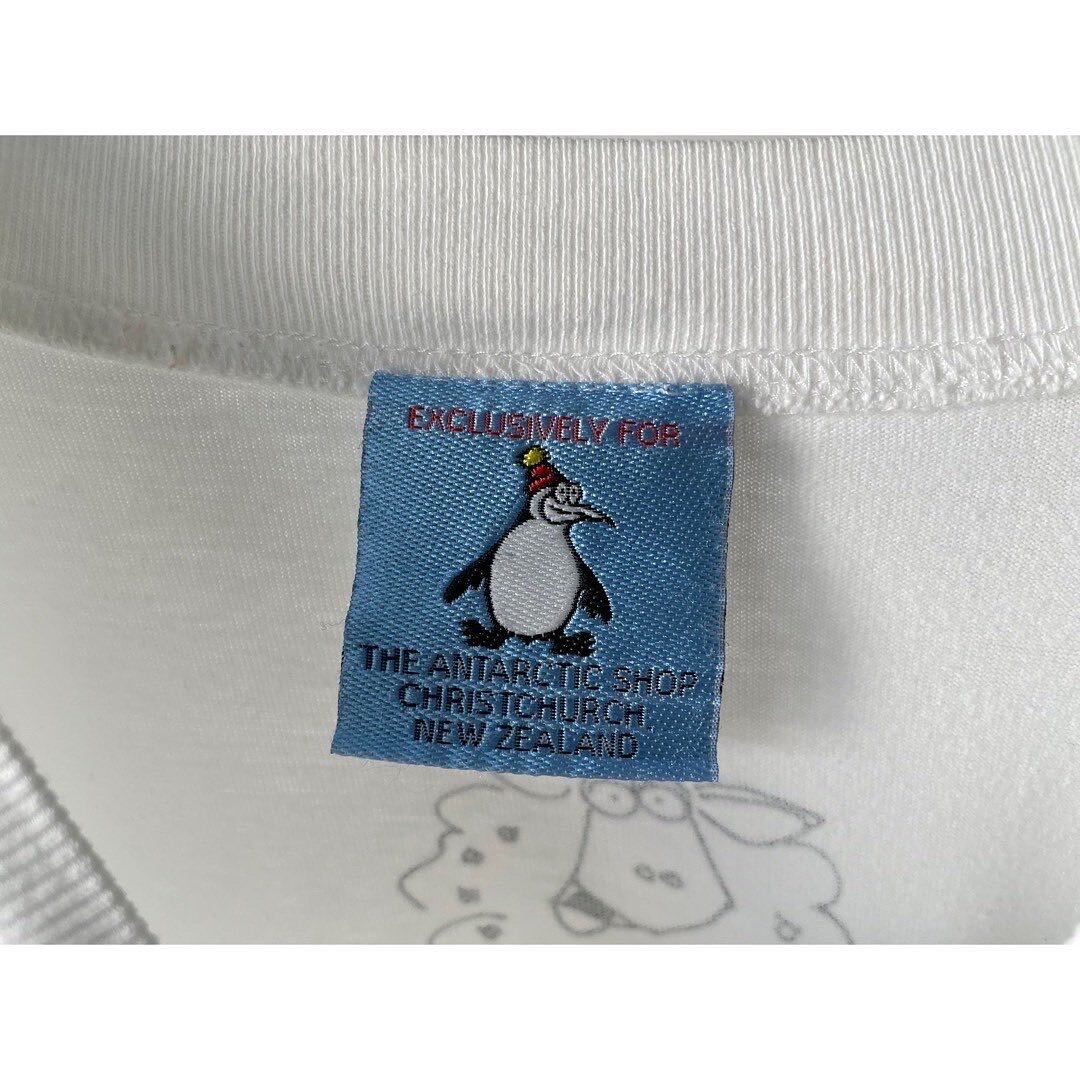 EXCLUSIVELY FOR
THE ANTARCTIC SHOP
CHRISTCHURCH
NEW ZEALAND